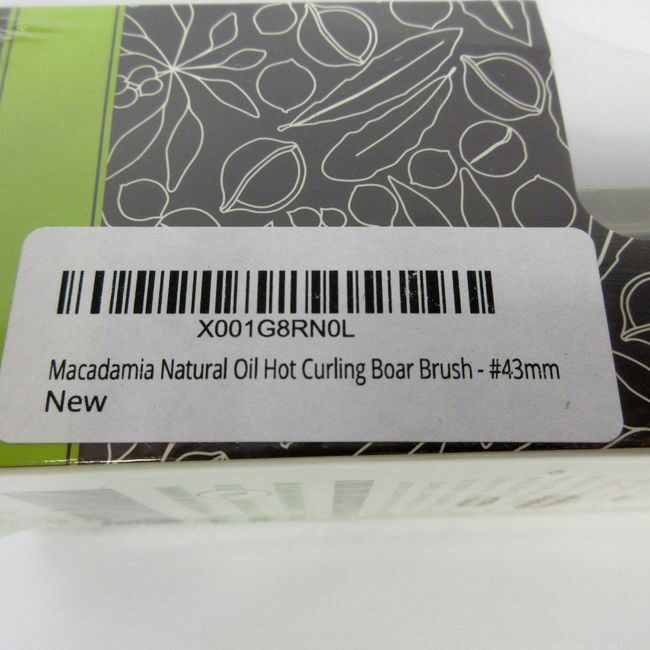 X001G8RN0L
Macadamia Natural Oil Hot Curling Boar Brush - #43mm
New